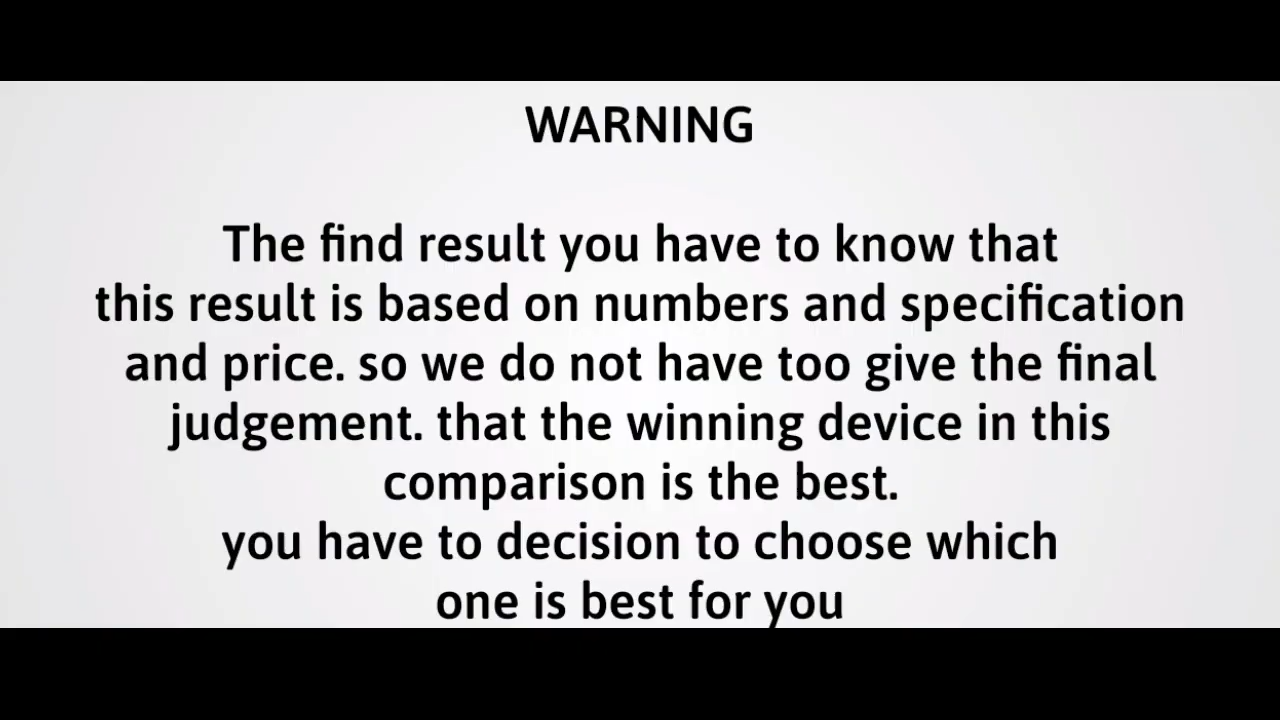 WARNING
The find result you have to know that
this result is based on numbers and specification
and price. so we do not have too give the final
judgement. that the winning device in this
comparison is the best.
you have to decision to choose which
one is best for you